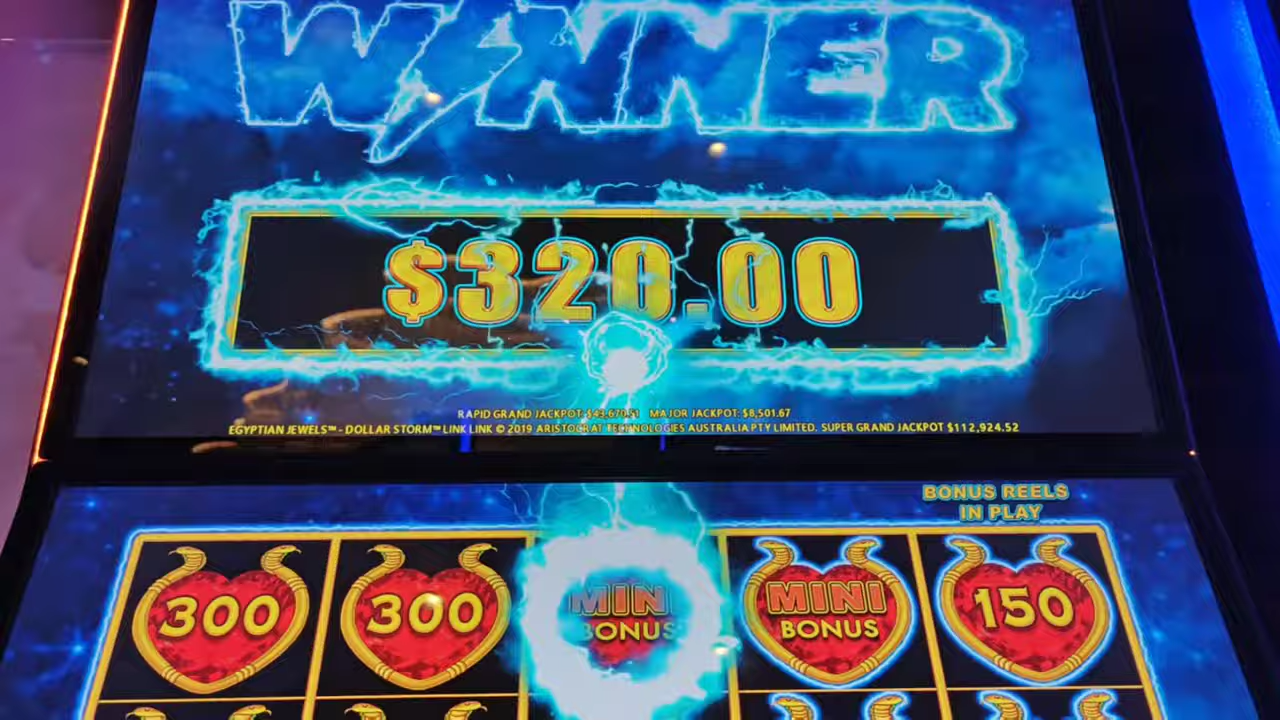 WINNER
$320.00
RAPID GRAND JACKPOT: $43,670.51 MAJOR JACKPOT: $8,501.67
EGYPTIAN JEWELS™ - DOLLAR STORM™ LINK LINK © 2019 ARISTOCRAT TECHNOLOGIES AUSTRALIA PTY LIMITED. SUPER GRAND JACKPOT $112,924.52
BONUS REELS
IN PLAY
300 300 MINI BONUS MINI BONUS 150